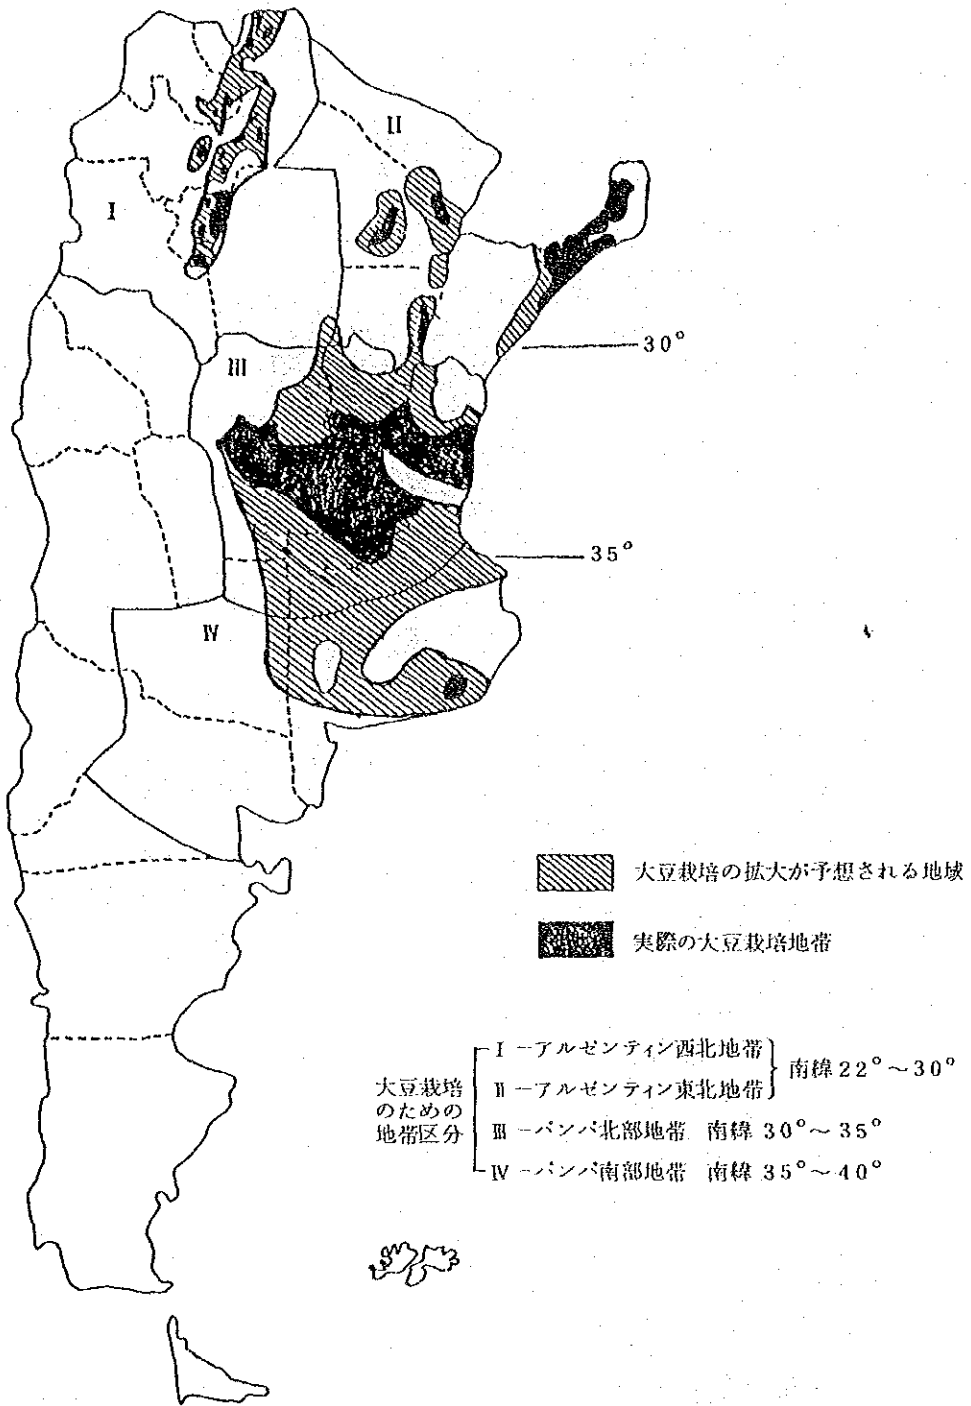 II
I
30°
III
35°
IV
大豆栽培の拡大が予想される地域
実際の大豆栽培地帯
大豆栽培
のための
地帯区分
I－アルゼンティン西北地帯
II－アルゼンティン東北地帯
南緯22°～30°
III－パンパ北部地帯 南緯 30°～35°
IV－パンパ南部地帯 南緯 35°～40°